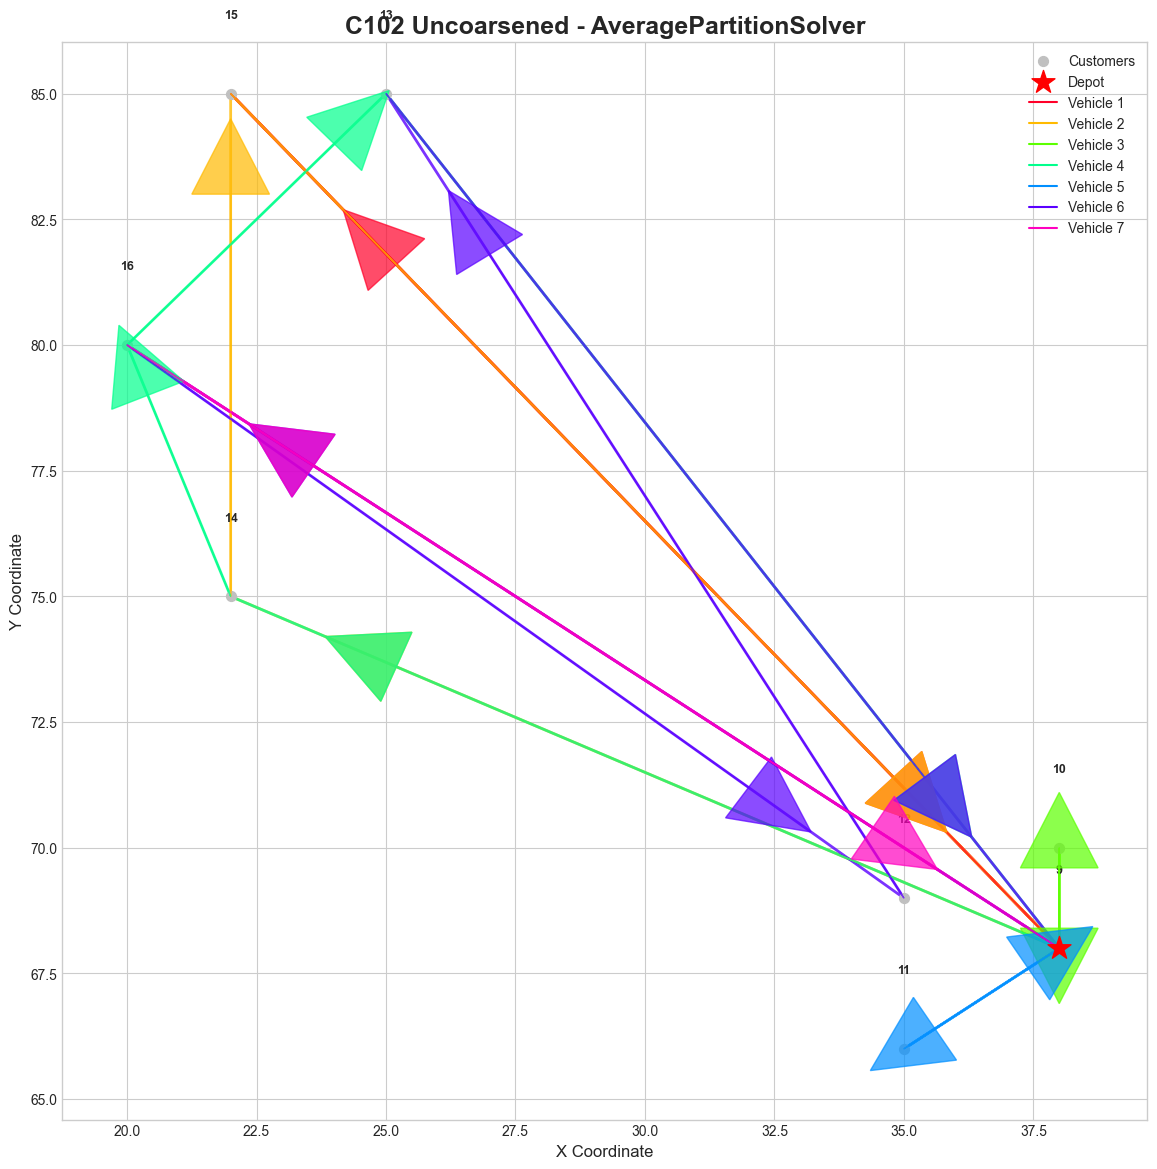 15
13
C102 Uncoarsened - AveragePartitionSolver
Customers
Depot
Vehicle 1
Vehicle 2
Vehicle 3
Vehicle 4
Vehicle 5
Vehicle 6
Vehicle 7
85.0
82.5
80.0
77.5
75.0
72.5
70.0
67.5
65.0
Y Coordinate
16
14
10
12
9
11
20.0
22.5
25.0
27.5
30.0
32.5
35.0
37.5
X Coordinate